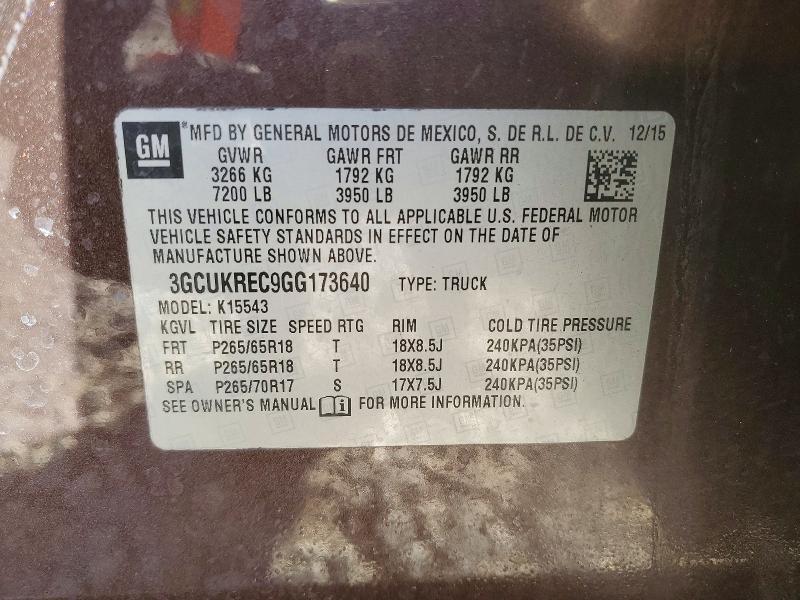 GM ®MFD BY GENERAL MOTORS DE MEXICO, S. DE R.L. DE C.V. 12/15
GVWR GAWR FRT GAWR RR
3266 KG 1792 KG 1792 KG
7200 LB 3950 LB 3950 LB
THIS VEHICLE CONFORMS TO ALL APPLICABLE U.S. FEDERAL MOTOR
VEHICLE SAFETY STANDARDS IN EFFECT ON THE DATE OF
MANUFACTURE SHOWN ABOVE.
3GCUKREC9GG173640 TYPE: TRUCK
MODEL: K15543
KGVL TIRE SIZE SPEED RTG RIM COLD TIRE PRESSURE
FRT P265/65R18 T 18X8.5J 240KPA(35PSI)
RR P265/65R18 T 18X8.5J 240KPA(35PSI)
SPA P265/70R17 S 17X7.5J 240KPA(35PSI)
SEE OWNER'S MANUAL FOR MORE INFORMATION.